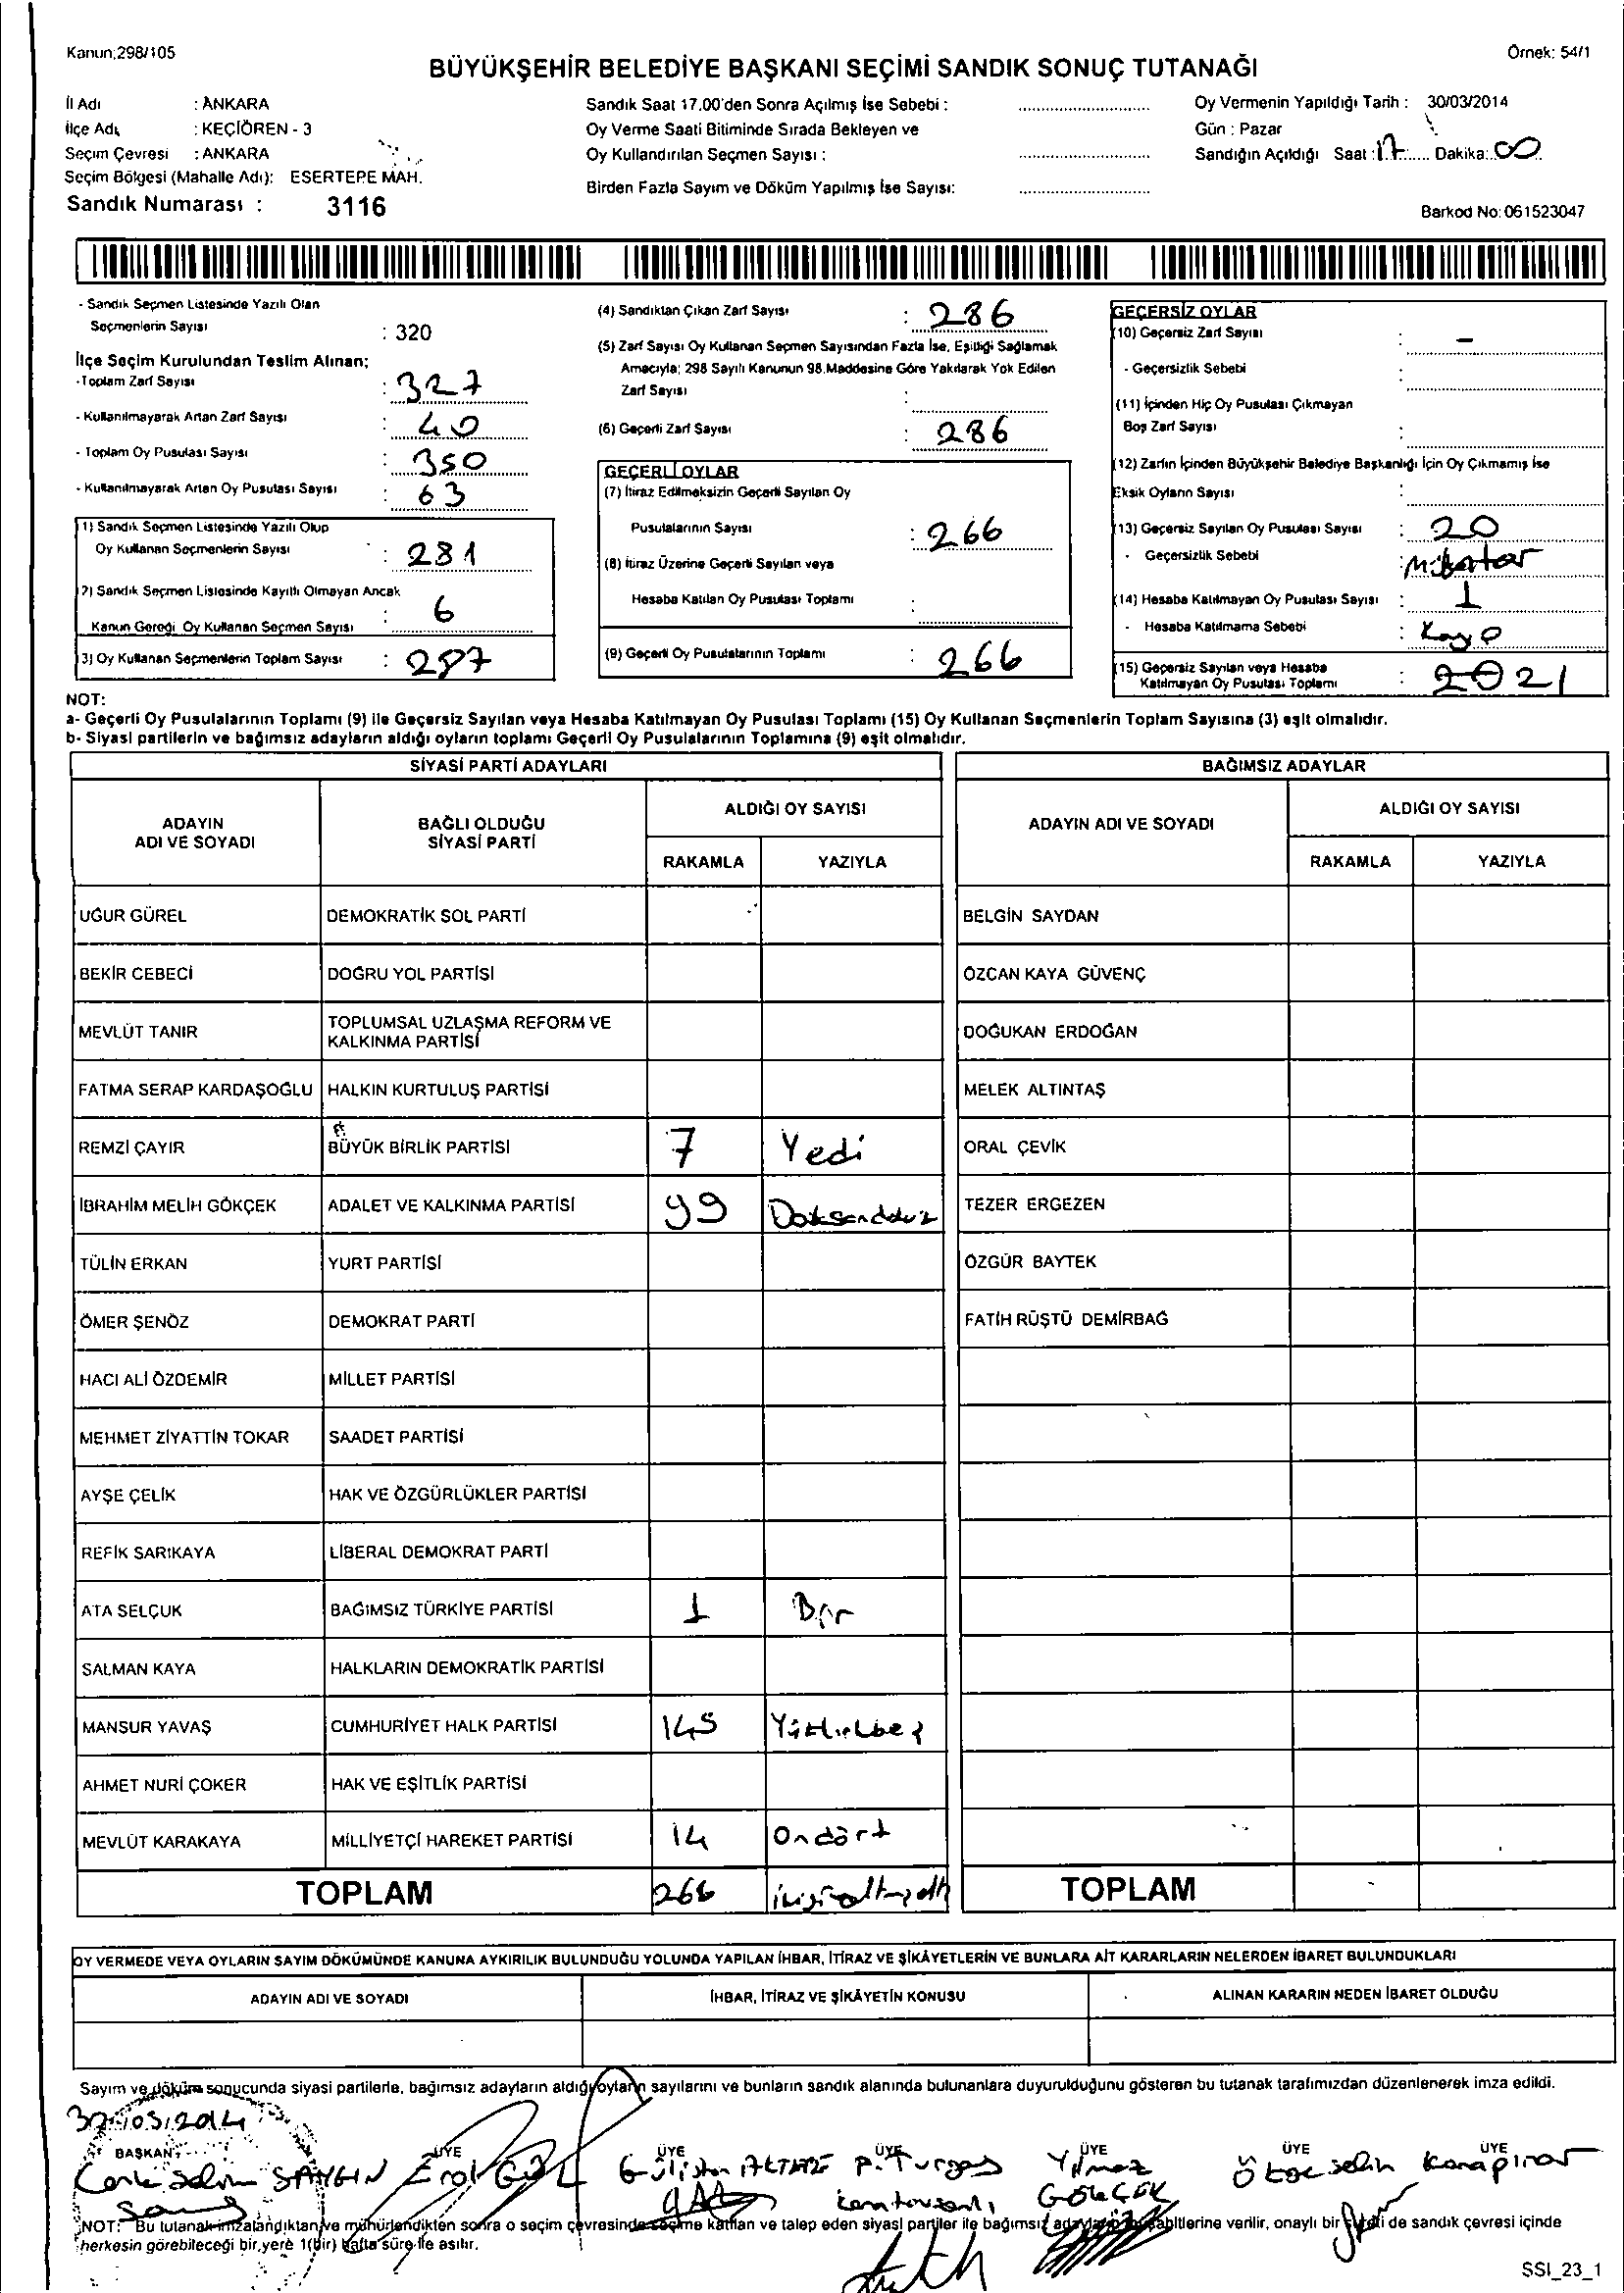 Kanun;298/105
Örnek: 54/1
BÜYÜKŞEHİR BELEDİYE BAŞKANI SEÇİMİ SANDIK SONUÇ TUTANAĞI
İl Adı : ANKARA
İlçe Adı : KEÇİÖREN - 3
Seçim Çevresi : ANKARA
Seçim Bölgesi (Mahalle Adı): ESERTEPE MAH.
Sandık Numarası : 3116
Sandık Saat 17.00'den Sonra Açılmış İse Sebebi :
Oy Verme Saati Bitiminde Sırada Bekleyen ve
Oy Kullandırılan Seçmen Sayısı :
Birden Fazla Sayım ve Döküm Yapılmış İse Sayısı:
Oy Vermenin Yapıldığı Tarih : 30/03/2014
Gün : Pazar
Sandığın Açıldığı Saat : 17 Dakika: 00
Barkod No: 061523047
- Sandık Seçmen Listesinde Yazılı Olan
Seçmenlerin Sayısı : 320
İlçe Seçim Kurulundan Teslim Alınan;
-Toplam Zarf Sayısı : 327
- Kullanılmayarak Artan Zarf Sayısı : 40
- Toplam Oy Pusulası Sayısı : 350
- Kullanılmayarak Artan Oy Pusulası Sayısı : 63
1) Sandık Seçmen Listesinde Yazılı Olup
Oy Kullanan Seçmenlerin Sayısı : 281
2) Sandık Seçmen Listesinde Kayıtlı Olmayan Ancak
Kanun Gereği Oy Kullanan Seçmen Sayısı 6
3) Oy Kullanan Seçmenlerin Toplam Sayısı : 287
(4) Sandıktan Çıkan Zarf Sayısı : 286
(5) Zarf Sayısı Oy Kullanan Seçmen Sayısından Fazla İse, Eşitliği Sağlamak
Amacıyla; 298 Sayılı Kanunun 98.Maddesine Göre Yakılarak Yok Edilen
Zarf Sayısı :
(6) Geçerli Zarf Sayısı : 286
GEÇERLİ OYLAR
(7) İtiraz Edilmeksizin Geçerli Sayılan Oy
Pusulalarının Sayısı : 266
(8) İtiraz Üzerine Geçerli Sayılan veya
Hesaba Katılan Oy Pusulası Toplamı :
(9) Geçerli Oy Pusulalarının Toplamı : 266
GEÇERSİZ OYLAR
(10) Geçersiz Zarf Sayısı : -
- Geçersizlik Sebebi :
(11) İçinden Hiç Oy Pusulası Çıkmayan
Boş Zarf Sayısı :
(12) Zarfın İçinden Büyükşehir Belediye Başkanlığı İçin Oy Çıkmamış İse
Eksik Oyların Sayısı :
(13) Geçersiz Sayılan Oy Pusulası Sayısı : 20
- Geçersizlik Sebebi :
(14) Hesaba Katılmayan Oy Pusulası Sayısı : 1
- Hesaba Katılmama Sebebi : Kayıp
(15) Geçersiz Sayılan veya Hesaba
Katılmayan Oy Pusulası Toplamı : 20 21
NOT:
a- Geçerli Oy Pusulalarının Toplamı (9) ile Geçersiz Sayılan veya Hesaba Katılmayan Oy Pusulası Toplamı (15) Oy Kullanan Seçmenlerin Toplam Sayısına (3) eşit olmalıdır.
b- Siyasi partilerin ve bağımsız adayların aldığı oyların toplamı Geçerli Oy Pusulalarının Toplamına (9) eşit olmalıdır.
SİYASİ PARTİ ADAYLARI
BAĞIMSIZ ADAYLAR
ADAYIN
ADI VE SOYADI
BAĞLI OLDUĞU
SİYASİ PARTİ
ALDIĞI OY SAYISI
RAKAMLA YAZIYLA
ADAYIN ADI VE SOYADI
ALDIĞI OY SAYISI
RAKAMLA YAZIYLA
UĞUR GÜREL DEMOKRATİK SOL PARTİ BELGİN SAYDAN
BEKİR CEBECİ DOĞRU YOL PARTİSİ ÖZCAN KAYA GÜVENÇ
MEVLÜT TANIR TOPLUMSAL UZLAŞMA REFORM VE
KALKINMA PARTİSİ DOĞUKAN ERDOĞAN
FATMA SERAP KARDAŞOĞLU HALKIN KURTULUŞ PARTİSİ MELEK ALTINTAŞ
REMZİ ÇAYIR BÜYÜK BİRLİK PARTİSİ 7 Yedi ORAL ÇEVİK
İBRAHİM MELİH GÖKÇEK ADALET VE KALKINMA PARTİSİ 99 Doksandokuz TEZER ERGEZEN
TÜLİN ERKAN YURT PARTİSİ ÖZGÜR BAYTEK
ÖMER ŞENÖZ DEMOKRAT PARTİ FATİH RÜŞTÜ DEMİRBAĞ
HACI ALİ ÖZDEMİR MİLLET PARTİSİ
MEHMET ZİYATTİN TOKAR SAADET PARTİSİ
AYŞE ÇELİK HAK VE ÖZGÜRLÜKLER PARTİSİ
REFİK SARIKAYA LİBERAL DEMOKRAT PARTİ
ATA SELÇUK BAĞIMSIZ TÜRKİYE PARTİSİ 1 Bir
SALMAN KAYA HALKLARIN DEMOKRATİK PARTİSİ
MANSUR YAVAŞ CUMHURİYET HALK PARTİSİ 145
AHMET NURİ ÇOKER HAK VE EŞİTLİK PARTİSİ
MEVLÜT KARAKAYA MİLLİYETÇİ HAREKET PARTİSİ 14 Ondört
TOPLAM 266 TOPLAM
OY VERMEDE VEYA OYLARIN SAYIM DÖKÜMÜNDE KANUNA AYKIRILIK BULUNDUĞU YOLUNDA YAPILAN İHBAR, İTİRAZ VE ŞİKÂYETLERİN VE BUNLARA AİT KARARLARIN NELERDEN İBARET BULUNDUKLARI
ADAYIN ADI VE SOYADI İHBAR, İTİRAZ VE ŞİKÂYETİN KONUSU ALINAN KARARIN NEDEN İBARET OLDUĞU
Sayım ve döküm sonucunda siyasi partilerle, bağımsız adayların aldığı oyların sayılarını ve bunların sandık alanında bulunanlara duyurulduğunu gösteren bu tutanak tarafımızdan düzenlenerek imza edildi.
30/03/2014
BAŞKAN ÜYE ÜYE ÜYE ÜYE ÜYE ÜYE
SAYGIN Erol GÜL Gülistan P. Turgay Yılmaz Karapınar
GÖKÇÖK
NOT: Bu tutanak imzalandıktan ve mühürlendikten sonra o seçim çevresinde seçime katılan ve talep eden siyasi partiler ile bağımsız adayların müşahitlerine verilir, onaylı bir sureti de sandık çevresi içinde
herkesin görebileceği bir yere 1(bir) hafta süre ile asılır.
SSI_23_1